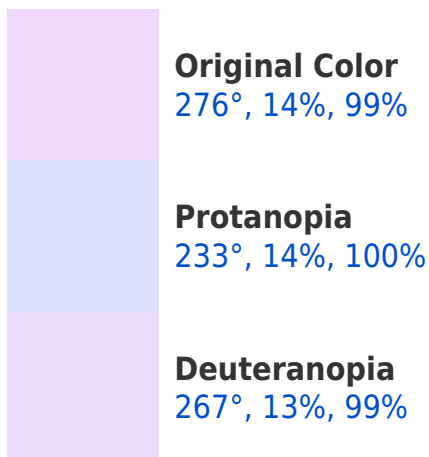 Original Color
276°, 14%, 99%
Protanopia
233°, 14%, 100%
Deuteranopia
267°, 13%, 99%